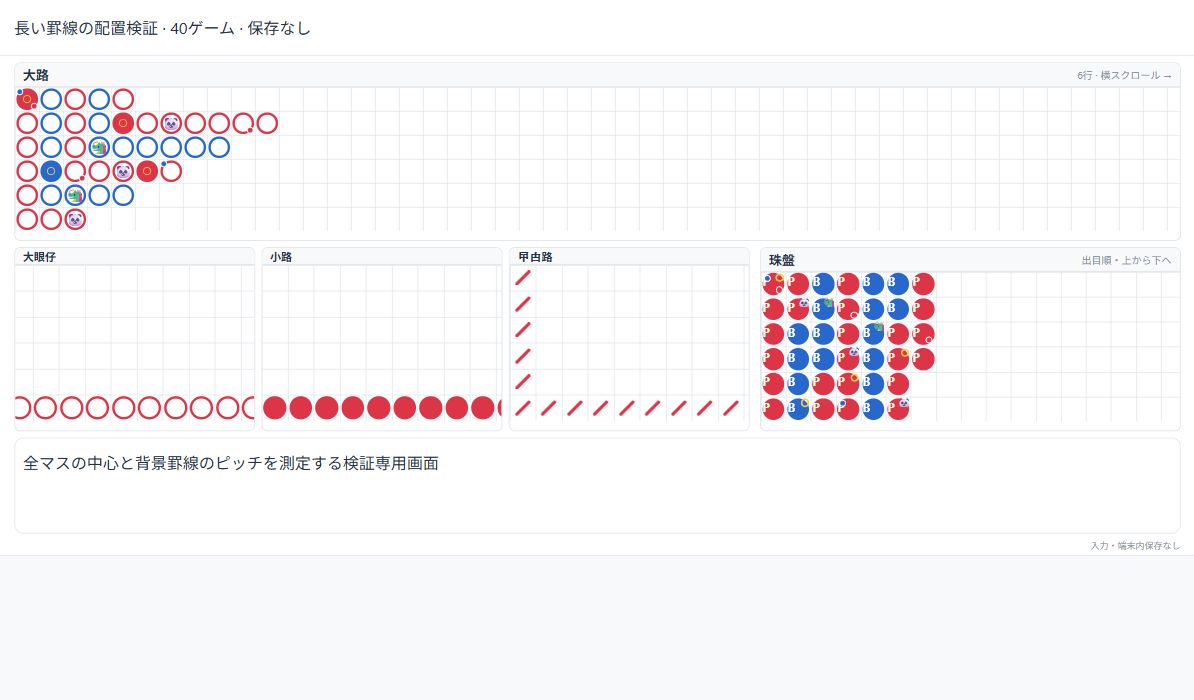 長い罫線の配置検証 · 40ゲーム · 保存なし
大路
6行 · 横スクロール →
大眼仔
小路
甲甴路
珠盤
出目順・上から下へ
P P B P B B P
P P B P B B P
P B B P B P P
P B B P B P P
P B P P B P
P B P P B P
全マスの中心と背景罫線のピッチを測定する検証専用画面
入力・端末内保存なし